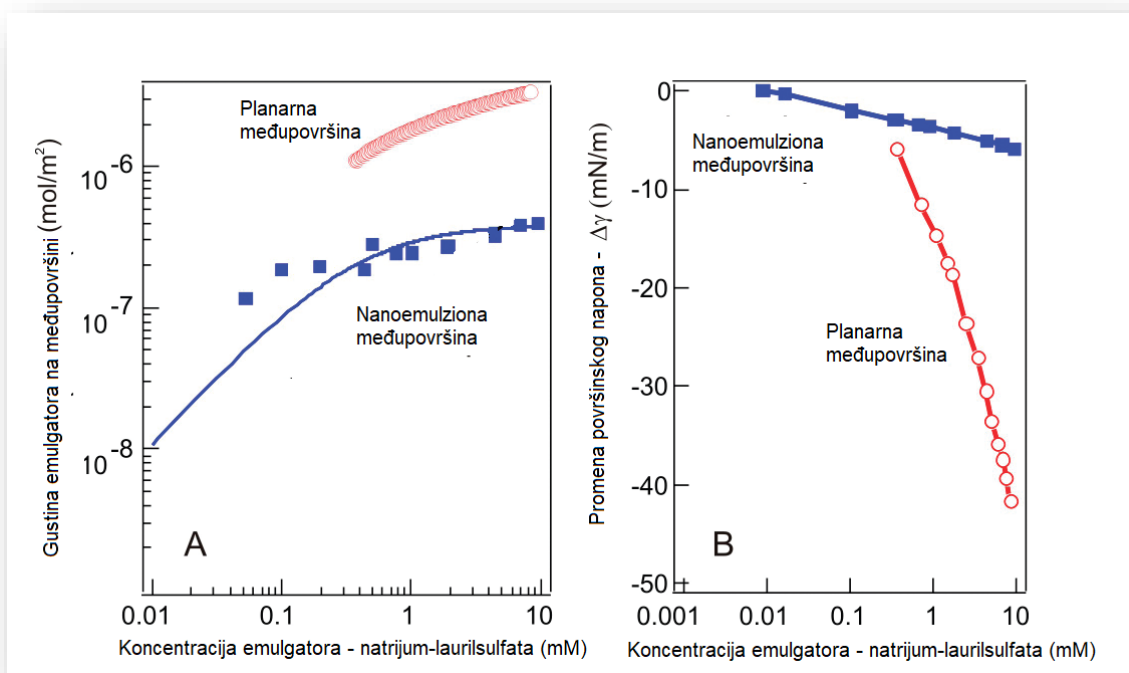 Gustina emulgatora na međupovršini (mol/m²)
10-6
10-7
10-8
Planarna
međupovršina
Nanoemulziona
međupovršina
A
0.01
0.1
1
10
Koncentracija emulgatora - natrijum-laurilsulfata (mM)
Promena površinskog napona - Δγ (mN/m)
0
-10
-20
-30
-40
-50
Nanoemulziona
međupovršina
Planarna
međupovršina
B
0.001
0.01
0.1
1
10
Koncentracija emulgatora - natrijum-laurilsulfata (mM)